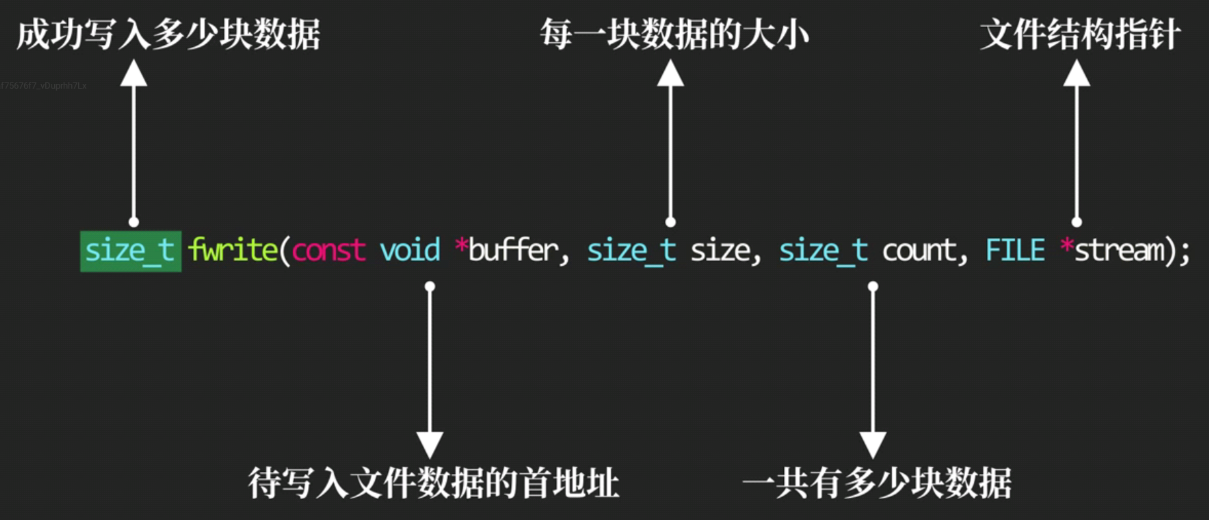 成功写入多少块数据 每一块数据的大小 文件结构指针
size_t fwrite(const void *buffer, size_t size, size_t count, FILE *stream);
待写入文件数据的首地址 一共有多少块数据